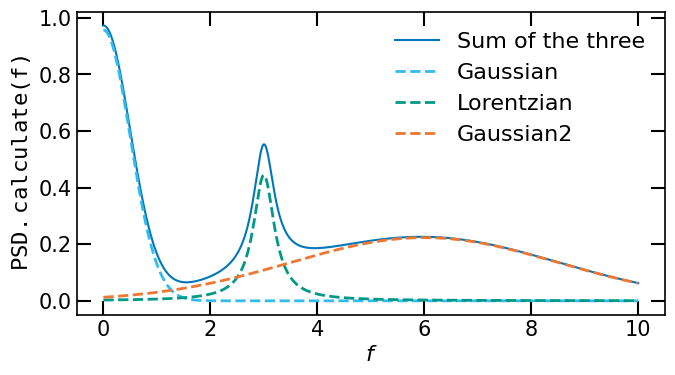 Sum of the three
Gaussian
Lorentzian
Gaussian2
PSD.calculate(f)
1.0
0.8
0.6
0.4
0.2
0.0
0 2 4 6 8 10
f